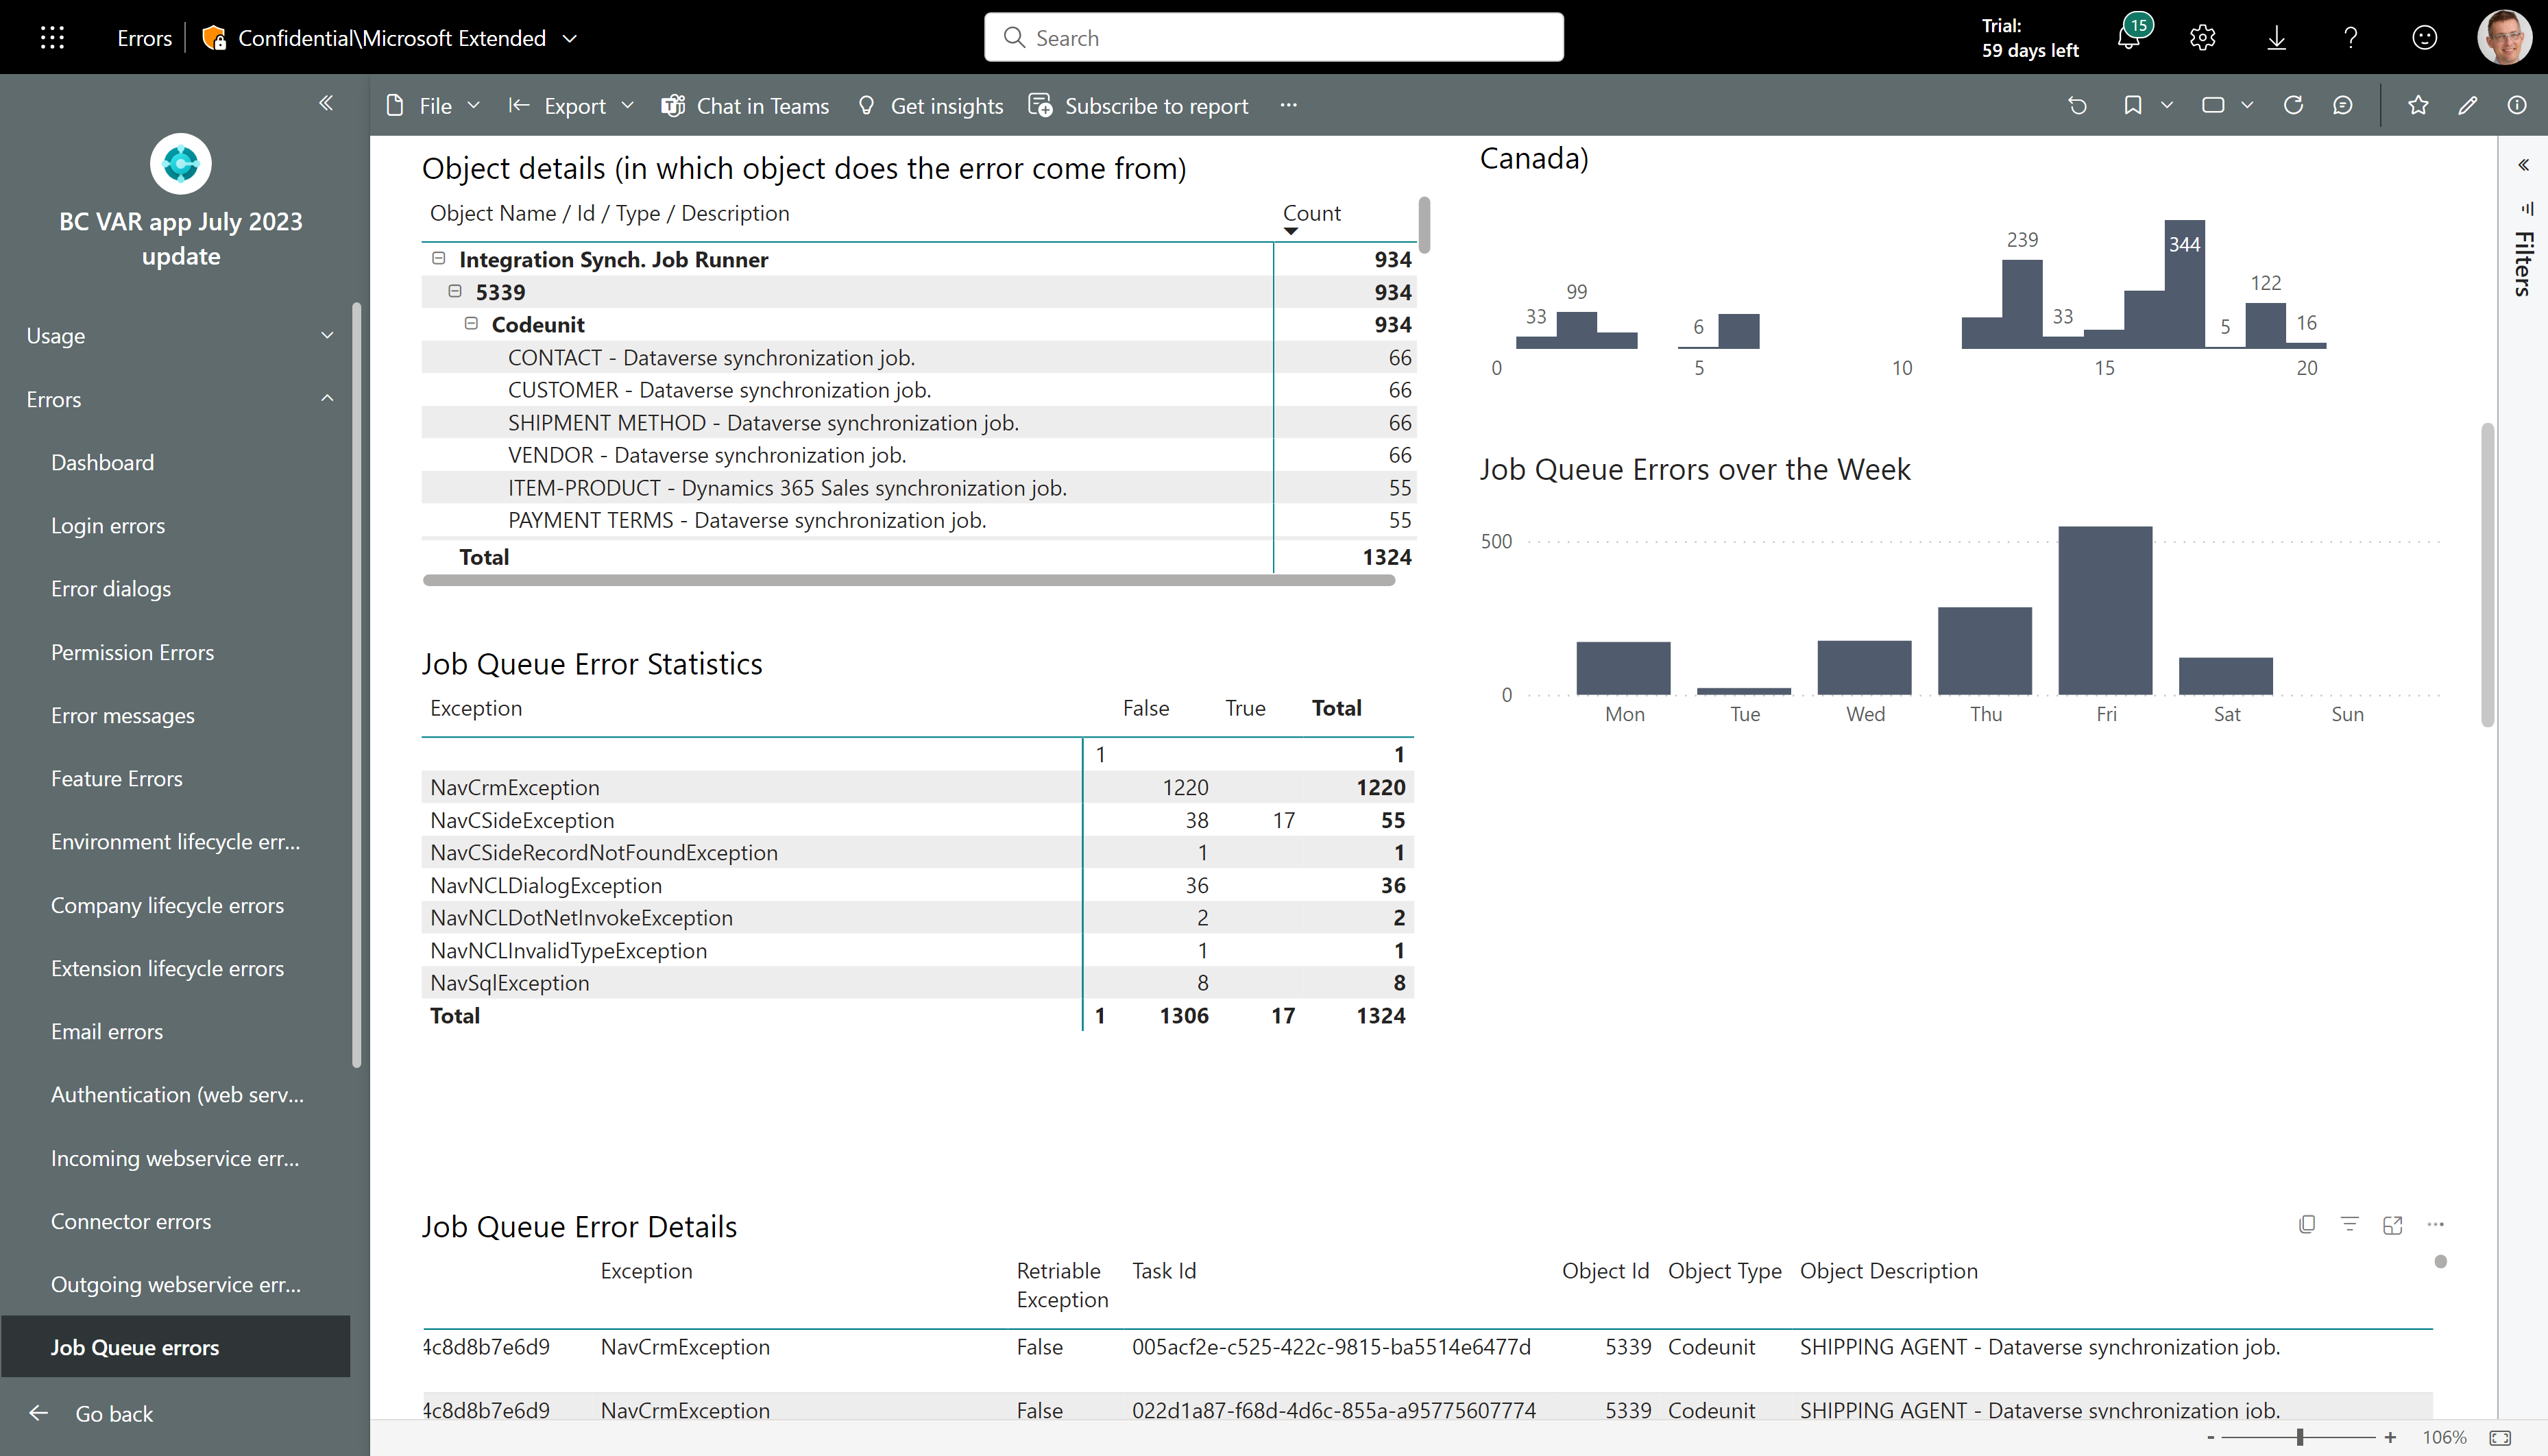 Errors
Confidential\Microsoft Extended
Search
Trial:
59 days left
15
File
Export
Chat in Teams
Get insights
Subscribe to report
BC VAR app July 2023
update
Usage
Errors
Dashboard
Login errors
Error dialogs
Permission Errors
Error messages
Feature Errors
Environment lifecycle err...
Company lifecycle errors
Extension lifecycle errors
Email errors
Authentication (web serv...
Incoming webservice err...
Connector errors
Outgoing webservice err...
Job Queue errors
Go back
Object details (in which object does the error come from)
Object Name / Id / Type / Description Count
Integration Synch. Job Runner 934
5339 934
Codeunit 934
CONTACT - Dataverse synchronization job. 66
CUSTOMER - Dataverse synchronization job. 66
SHIPMENT METHOD - Dataverse synchronization job. 66
VENDOR - Dataverse synchronization job. 66
ITEM-PRODUCT - Dynamics 365 Sales synchronization job. 55
PAYMENT TERMS - Dataverse synchronization job. 55
Total 1324
Canada)
33 99 6 239 33 344 5 122 16
0 5 10 15 20
Job Queue Errors over the Week
500
0
Mon Tue Wed Thu Fri Sat Sun
Job Queue Error Statistics
Exception False True Total
1 1
NavCrmException 1220 1220
NavCSideException 38 17 55
NavCSideRecordNotFoundException 1 1
NavNCLDialogException 36 36
NavNCLDotNetInvokeException 2 2
NavNCLInvalidTypeException 1 1
NavSqlException 8 8
Total 1 1306 17 1324
Job Queue Error Details
Exception Retriable Exception Task Id Object Id Object Type Object Description
4c8d8b7e6d9 NavCrmException False 005acf2e-c525-422c-9815-ba5514e6477d 5339 Codeunit SHIPPING AGENT - Dataverse synchronization job.
4c8d8b7e6d9 NavCrmException False 022d1a87-f68d-4d6c-855a-a95775607774 5339 Codeunit SHIPPING AGENT - Dataverse synchronization job.
Filters
- + 106%